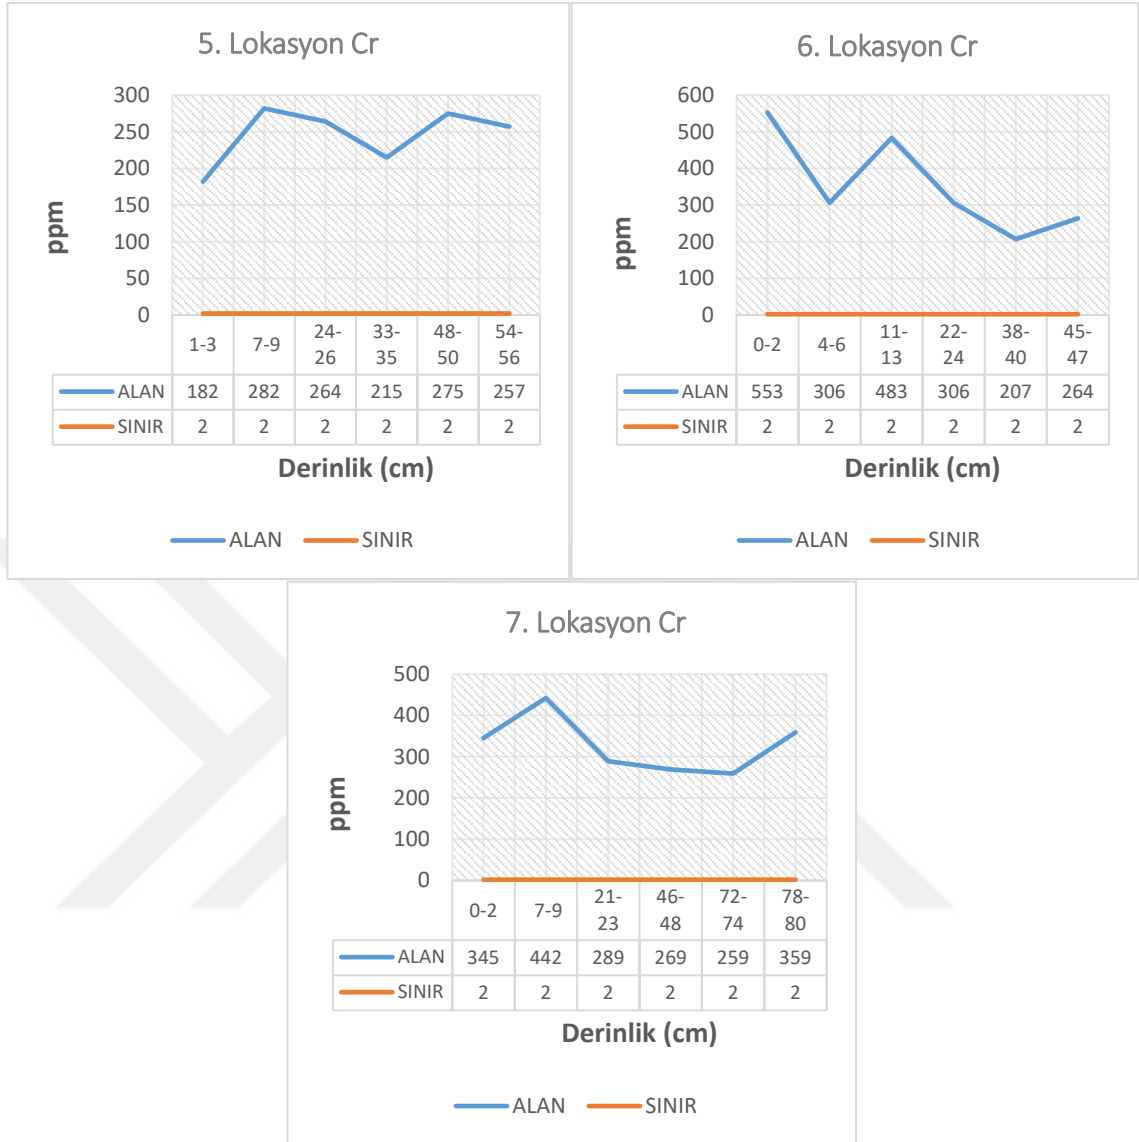 5. Lokasyon Cr
300
250
200
150
100
50
0
ppm
1-3 7-9 24-26 33-35 48-50 54-56
ALAN 182 282 264 215 275 257
SINIR 2 2 2 2 2 2
Derinlik (cm)
ALAN SINIR
6. Lokasyon Cr
600
500
400
300
200
100
0
ppm
0-2 4-6 11-13 22-24 38-40 45-47
ALAN 553 306 483 306 207 264
SINIR 2 2 2 2 2 2
Derinlik (cm)
ALAN SINIR
7. Lokasyon Cr
500
400
300
200
100
0
ppm
0-2 7-9 21-23 46-48 72-74 78-80
ALAN 345 442 289 269 259 359
SINIR 2 2 2 2 2 2
Derinlik (cm)
ALAN SINIR